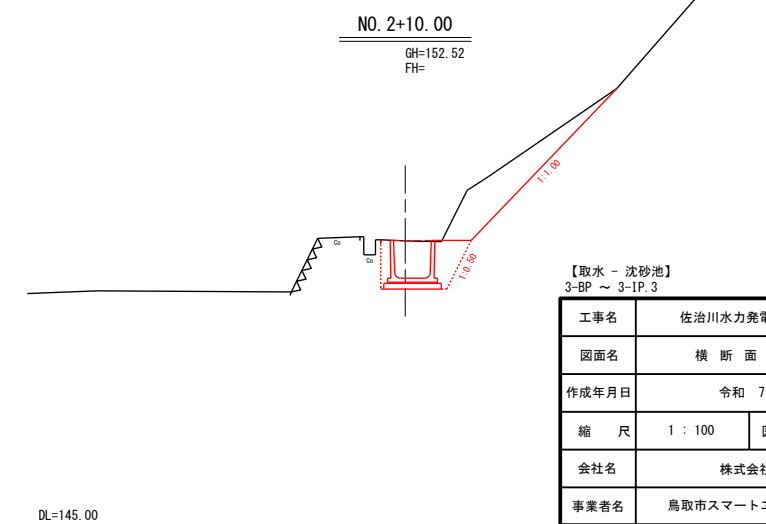 NO. 2+10.00
GH=152.52
FH=
1:1.00
Co
Co
1:0.50
【取水 - 沈砂池】
3-BP ～ 3-IP.3
工事名 佐治川水力発電
図面名 横 断 面
作成年月日 令和 7
縮 尺 1 : 100
会社名 株式会社
事業者名 鳥取市スマートエ
DL=145.00